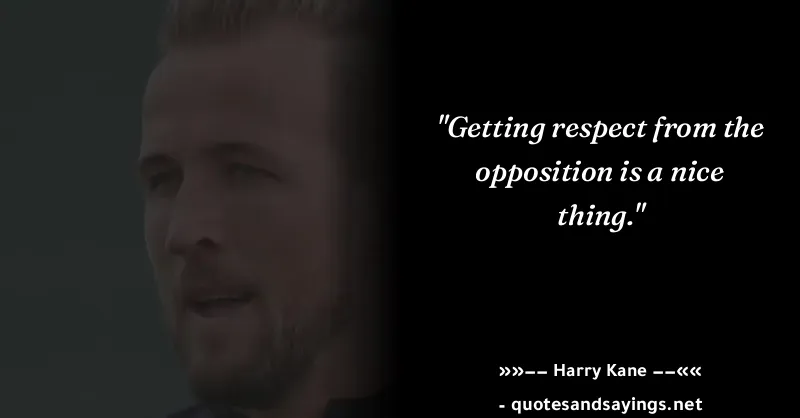 "Getting respect from the
opposition is a nice
thing."
»»−− Harry Kane −−««
- quotesandsayings.net